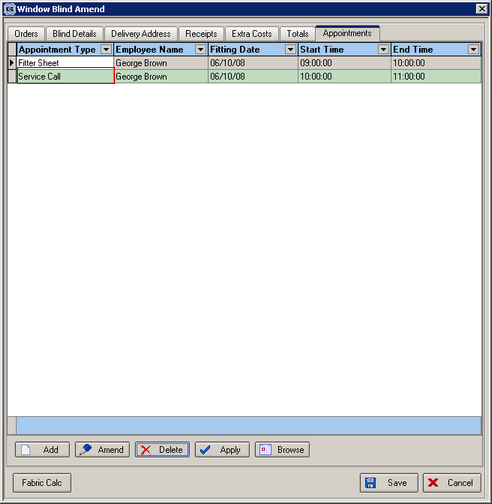 Window Blind Amend
Orders Blind Details Delivery Address Receipts Extra Costs Totals Appointments
Appointment Type Employee Name Fitting Date Start Time End Time
Fitter Sheet George Brown 06/10/08 09:00:00 10:00:00
Service Call George Brown 06/10/08 10:00:00 11:00:00
Add Amend Delete Apply Browse
Fabric Calc Save Cancel